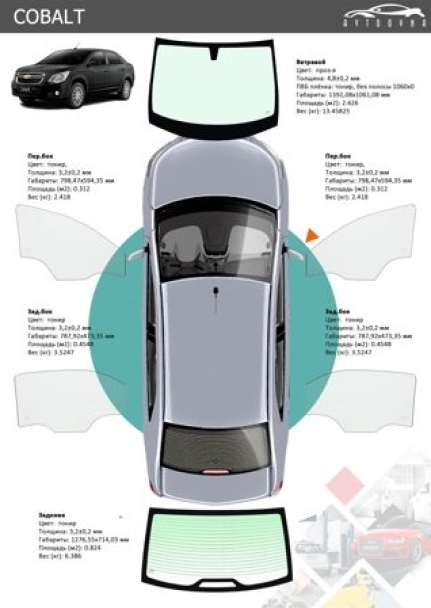 COBALT
АВТООЙНА
Ветровой
Цвет: проз-я
Толщина: 4,8±0,2 мм
ПВБ плёнка: тонир, без полосы 1060х0
Габариты: 1392,08х1061,08 мм
Площадь (м2): 2.626
Вес (кг): 13.45825
Пер.бок
Цвет: тонир,
Толщина: 3,2±0,2 мм
Габариты: 798,47х594,35 мм
Площадь (м2): 0.312
Вес (кг): 2.418
Пер.бок
Цвет: тонир,
Толщина: 3,2±0,2 мм
Габариты: 798,47х594,35 мм
Площадь (м2): 0.312
Вес (кг): 2.418
Зад.бок
Цвет: тонир
Толщина: 3,2±0,2 мм
Габариты: 787,92х473,35 мм
Площадь (м2): 0.4548
Вес (кг): 3.5247
Зад.бок
Цвет: тонир
Толщина: 3,2±0,2 мм
Габариты: 787,92х473,35 мм
Площадь (м2): 0.4548
Вес (кг): 3.5247
Задняя
Цвет: тонир
Толщина: 3,2±0,2 мм
Габариты: 1276,55х714,03 мм
Площадь (м2): 0.824
Вес (кг): 6.386